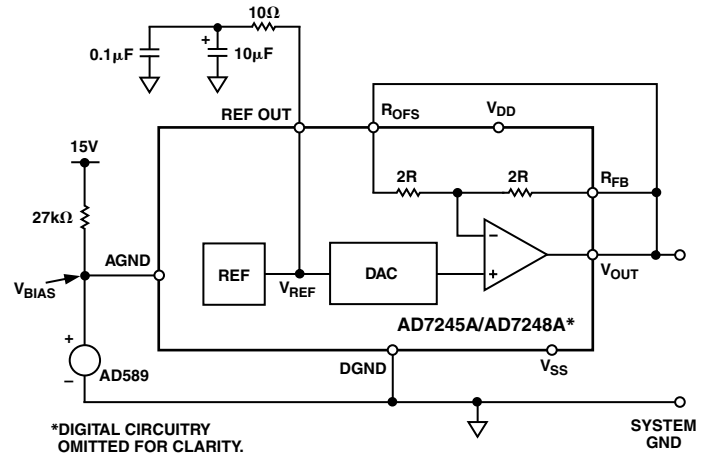 10Ω
0.1μF
+
10μF
REF OUT
ROFS
VDD
15V
2R
2R
RFB
27kΩ
AGND
VBIAS
REF
VREF
DAC
−
+
VOUT
AD7245A/AD7248A*
+
−
AD589
DGND
VSS
*DIGITAL CIRCUITRY
OMITTED FOR CLARITY.
SYSTEM
GND